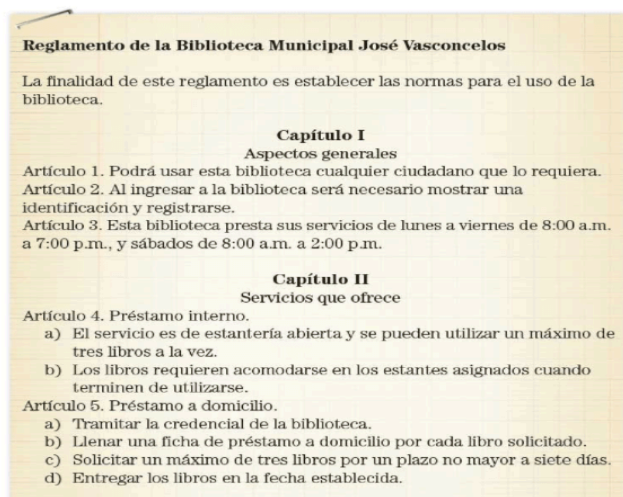 Reglamento de la Biblioteca Municipal José Vasconcelos
La finalidad de este reglamento es establecer las normas para el uso de la
biblioteca.
Capítulo I
Aspectos generales
Artículo 1. Podrá usar esta biblioteca cualquier ciudadano que lo requiera.
Artículo 2. Al ingresar a la biblioteca será necesario mostrar una
identificación y registrarse.
Artículo 3. Esta biblioteca presta sus servicios de lunes a viernes de 8:00 a.m.
a 7:00 p.m., y sábados de 8:00 a.m. a 2:00 p.m.
Capítulo II
Servicios que ofrece
Artículo 4. Préstamo interno.
a) El servicio es de estantería abierta y se pueden utilizar un máximo de
tres libros a la vez.
b) Los libros requieren acomodarse en los estantes asignados cuando
terminen de utilizarse.
Artículo 5. Préstamo a domicilio.
a) Tramitar la credencial de la biblioteca.
b) Llenar una ficha de préstamo a domicilio por cada libro solicitado.
c) Solicitar un máximo de tres libros por un plazo no mayor a siete días.
d) Entregar los libros en la fecha establecida.